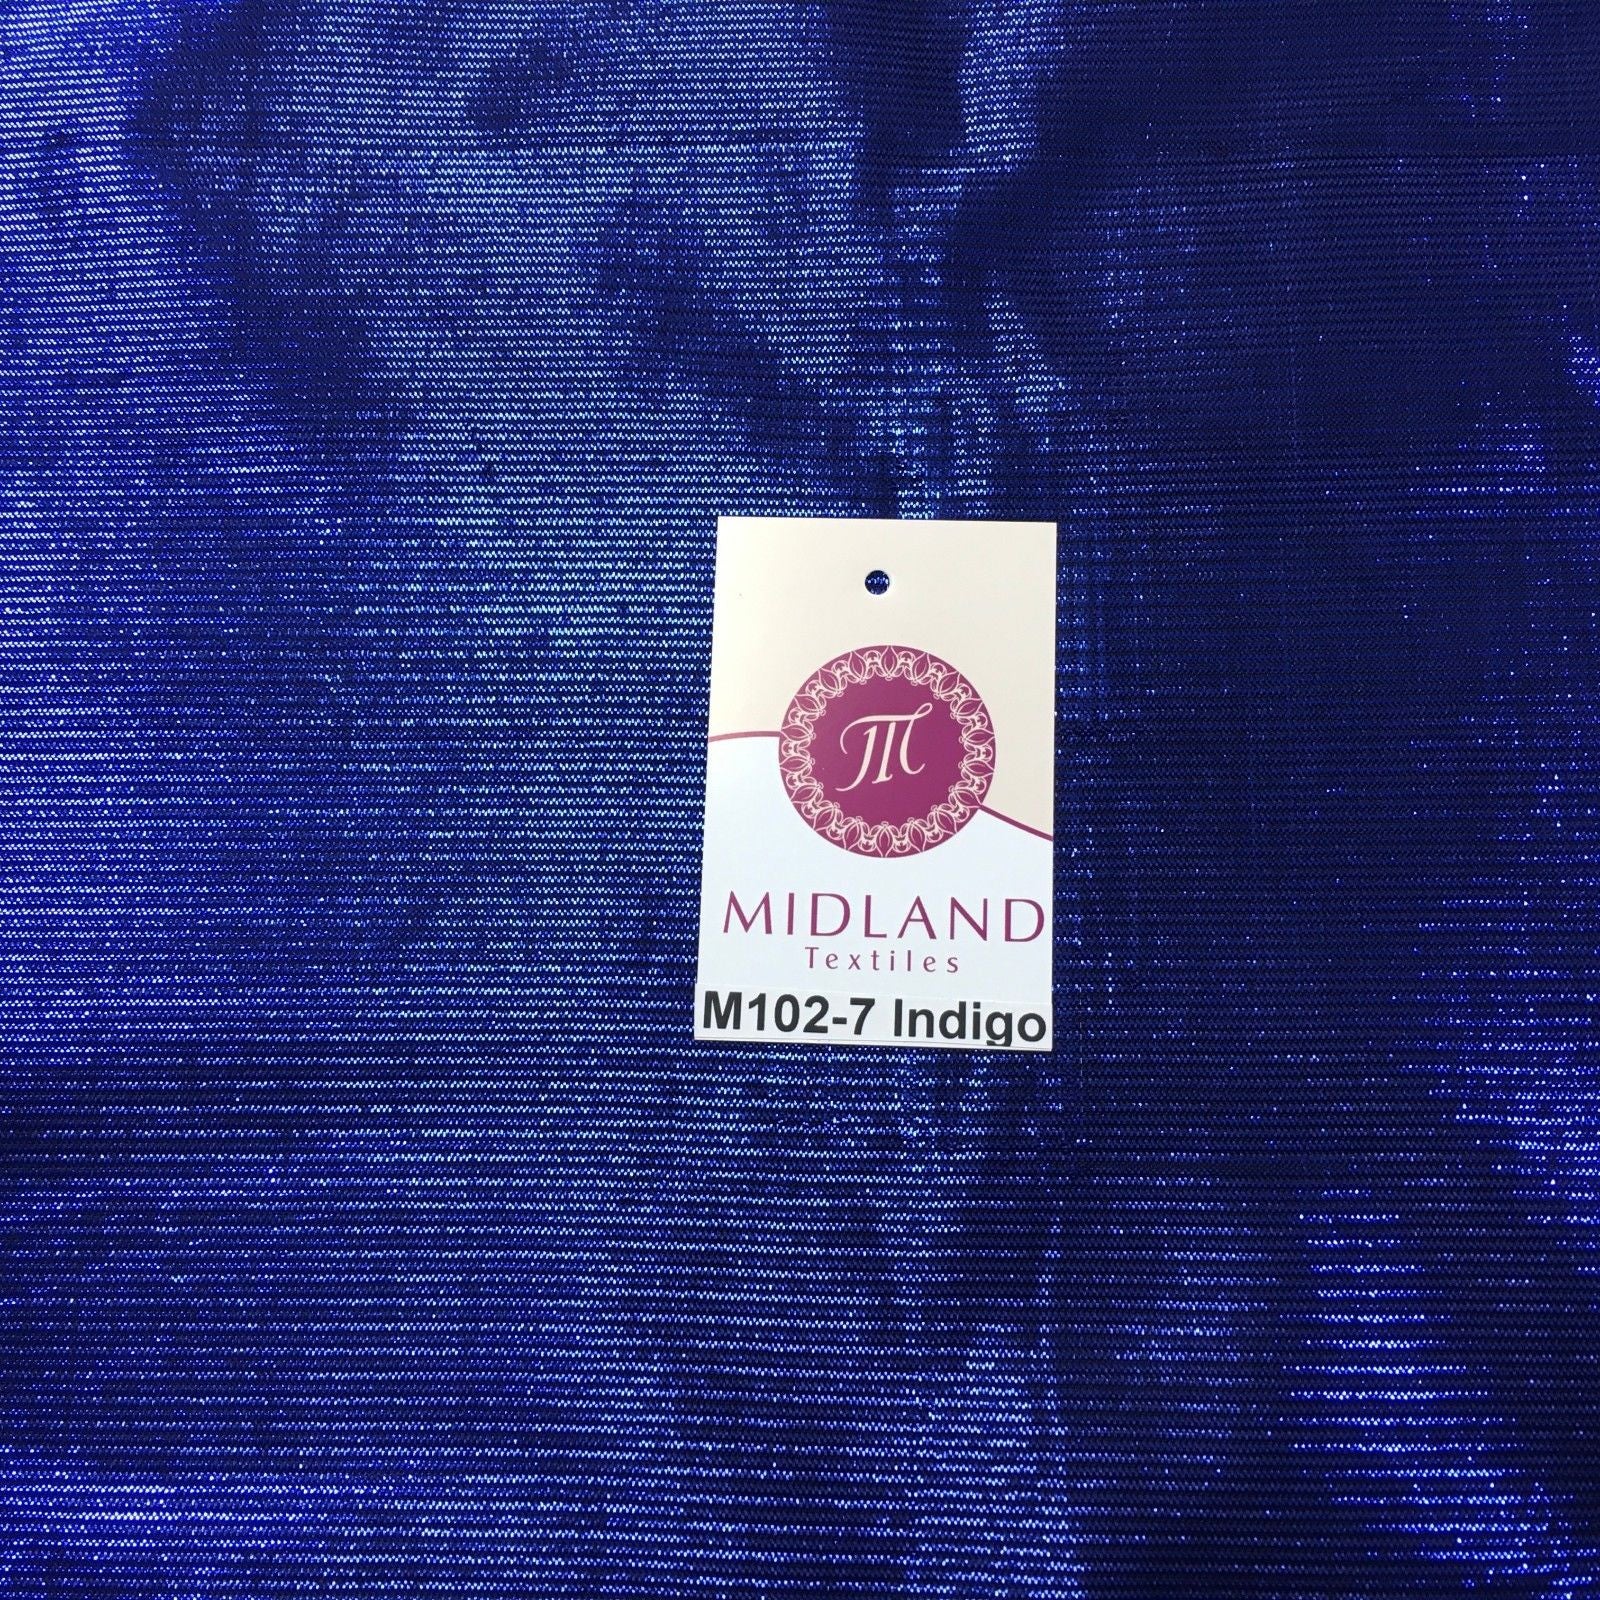 M
MIDLAND
Textiles
M102-7 Indigo